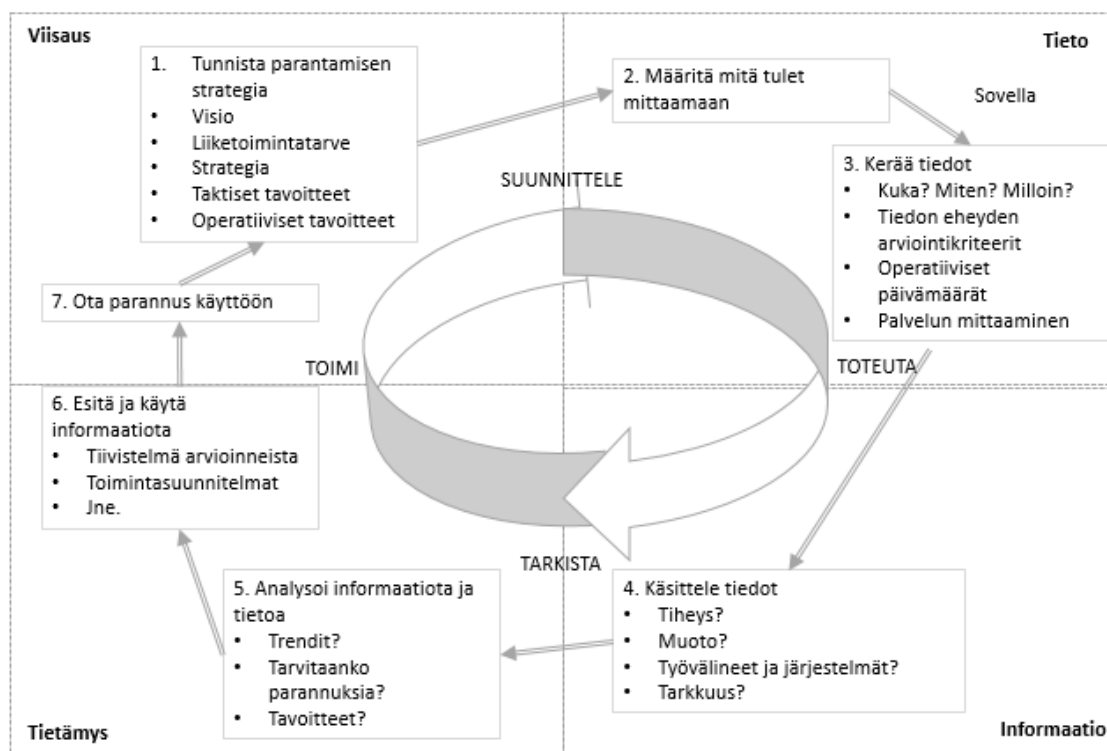 Viisaus
Tieto
1. Tunnista parantamisen
strategia
• Visio
• Liiketoimintatarve
• Strategia
• Taktiset tavoitteet
• Operatiiviset tavoitteet
2. Määritä mitä tulet
mittaamaan
Sovella
3. Kerää tiedot
• Kuka? Miten? Milloin?
• Tiedon eheyden
arviointikriteerit
• Operatiiviset
päivämäärät
• Palvelun mittaaminen
SUUNNITTELE
7. Ota parannus käyttöön
TOIMI
TOTEUTA
6. Esitä ja käytä
informaatiota
• Tiivistelmä arvioinneista
• Toimintasuunnitelmat
• Jne.
TARKISTA
5. Analysoi informaatiota ja
tietoa
• Trendit?
• Tarvitaanko
parannuksia?
• Tavoitteet?
4. Käsittele tiedot
• Tiheys?
• Muoto?
• Työvälineet ja järjestelmät?
• Tarkkuus?
Tietämys
Informaatio